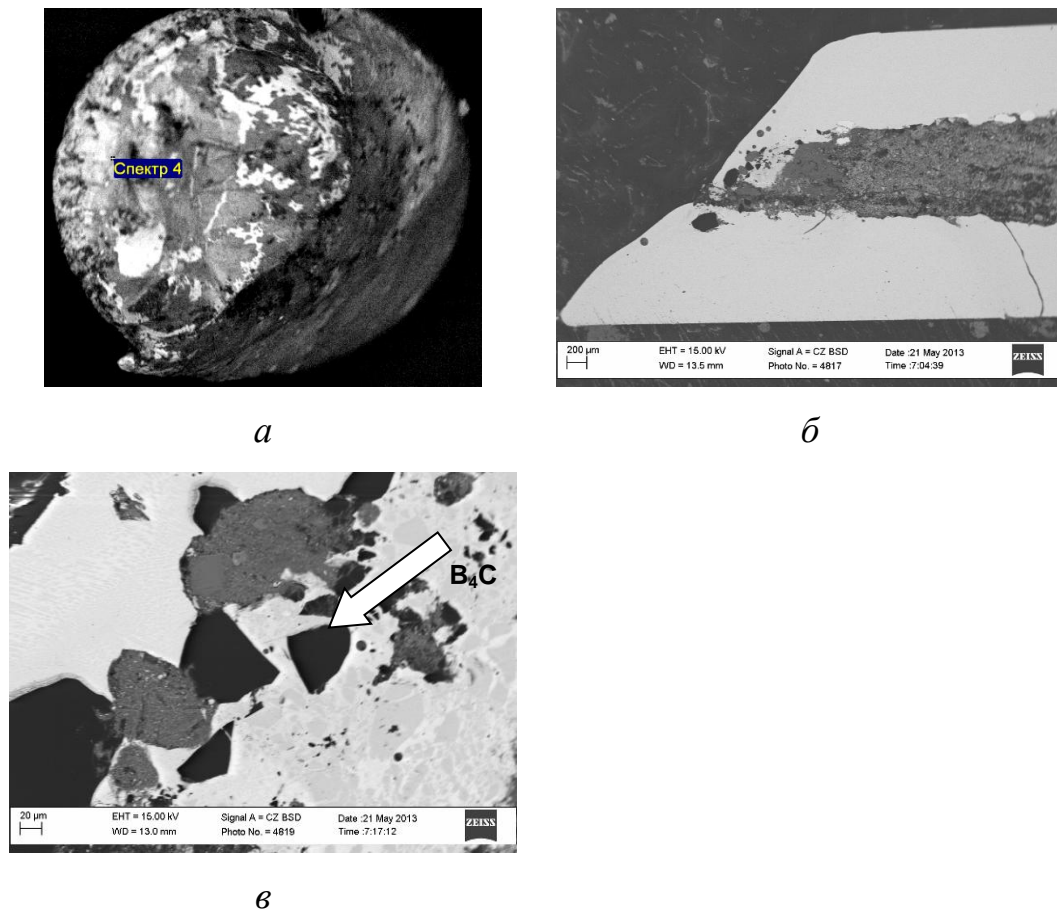 Спектр 4
200 µm
EHT = 15.00 kV
Signal A = CZ BSD
Date :21 May 2013
WD = 13.5 mm
Photo No. = 4817
Time :7:04:39
ZEISS
а
б
B₄C
20 µm
EHT = 15.00 kV
Signal A = CZ BSD
Date :21 May 2013
WD = 13.0 mm
Photo No. = 4819
Time :7:17:12
ZEISS
в